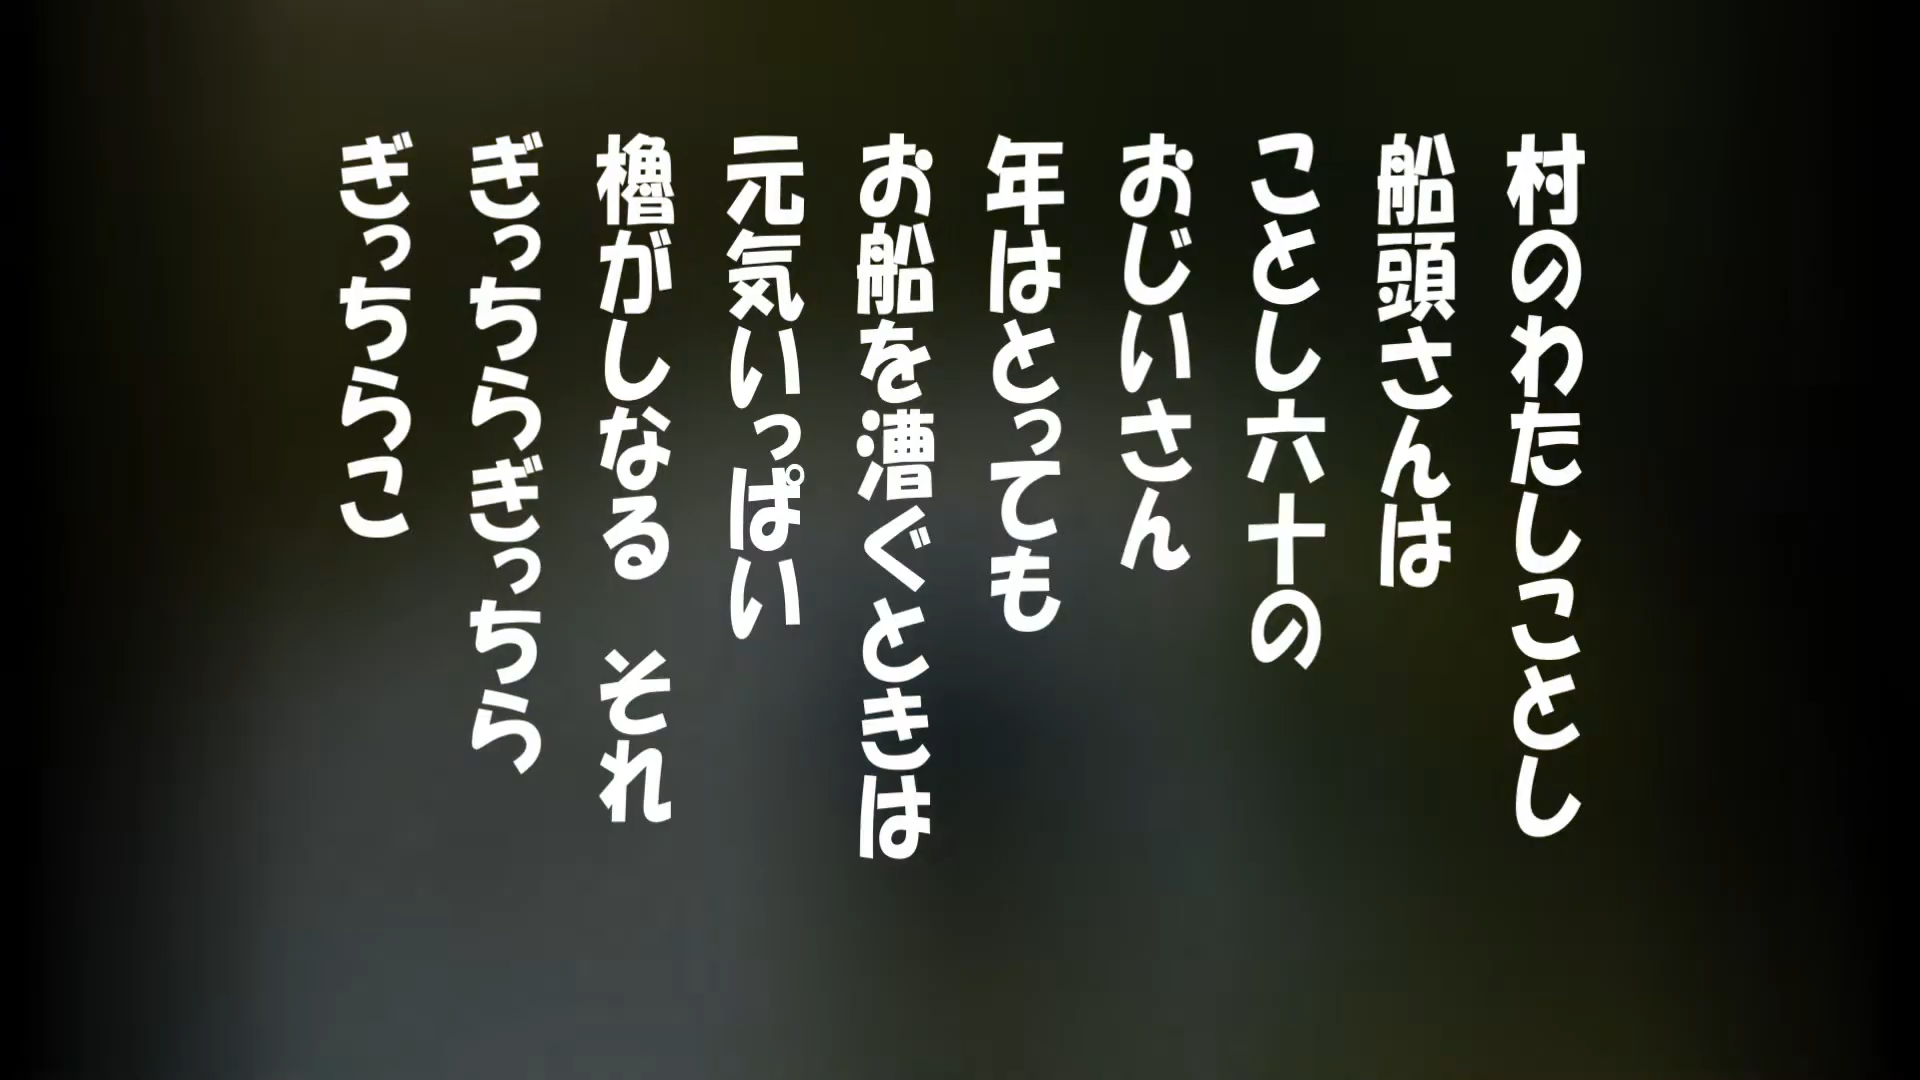 村のわたしことし
船頭さんは
ことし六十の
おじいさん
年はとっても
お船を漕ぐときは
元気いっぱい
櫓がしなる　それ
ぎっちらぎっちら
ぎっちらこ